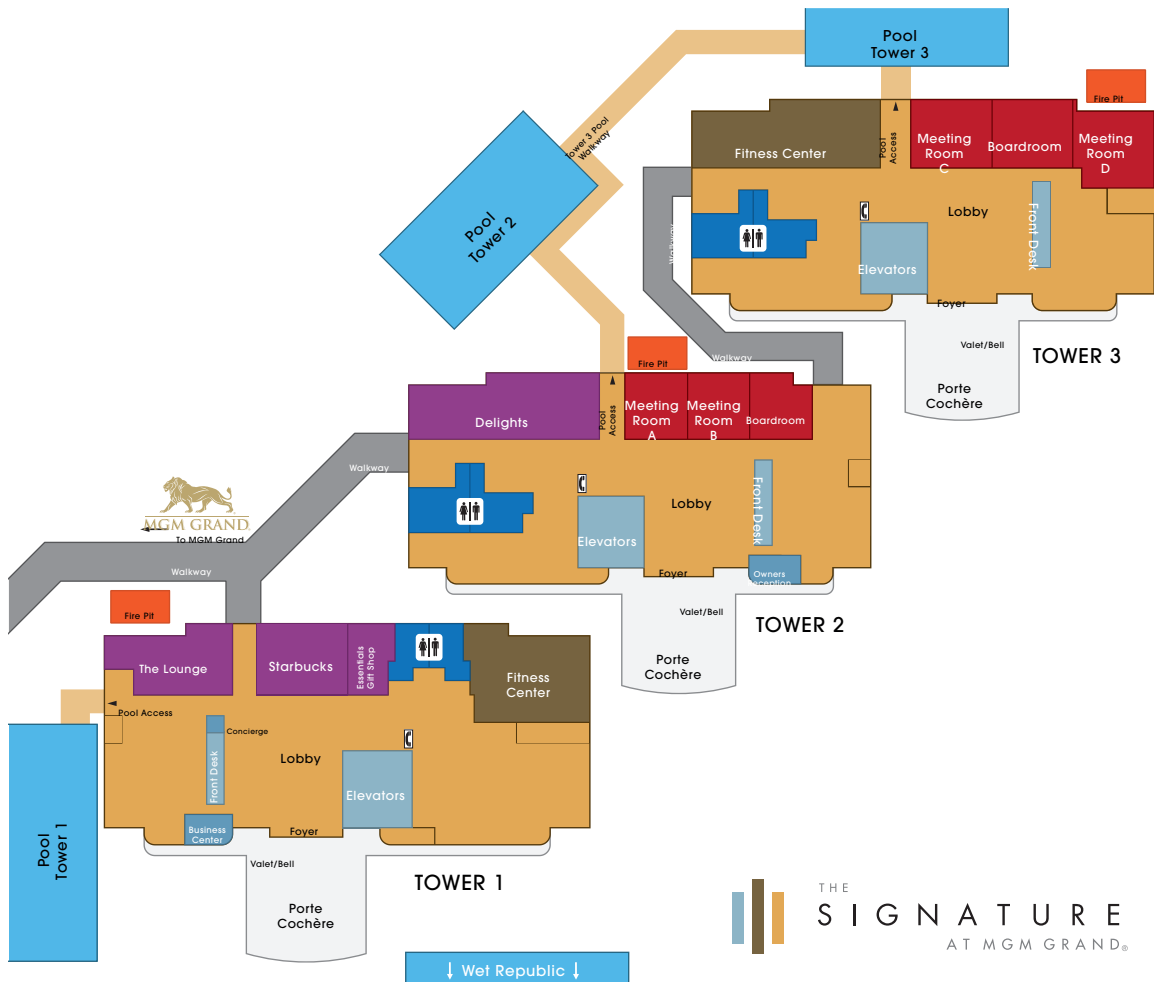 Pool
Tower 3
Fire Pit
Tower 3 Pool
Walkway
Pool
Access
Meeting
Room
C
Boardroom
Meeting
Room
D
Fitness Center
Pool
Tower 2
Walkway
Lobby
Front Desk
Elevators
Foyer
Valet/Bell
TOWER 3
Porte
Cochère
Walkway
Fire Pit
Delights
Pool
Access
Meeting
Room
A
Meeting
Room
B
Boardroom
Walkway
MGM GRAND
To MGM Grand
Lobby
Front Desk
Elevators
Walkway
Foyer
Owners
Reception
Valet/Bell
TOWER 2
Porte
Cochère
Fire Pit
The Lounge
Starbucks
Essentials
Gift Shop
Fitness
Center
Pool Access
Concierge
Front Desk
Lobby
Elevators
Business
Center
Foyer
Pool
Tower 1
Valet/Bell
TOWER 1
Porte
Cochère
THE
SIGNATURE
AT MGM GRAND®
↓ Wet Republic ↓